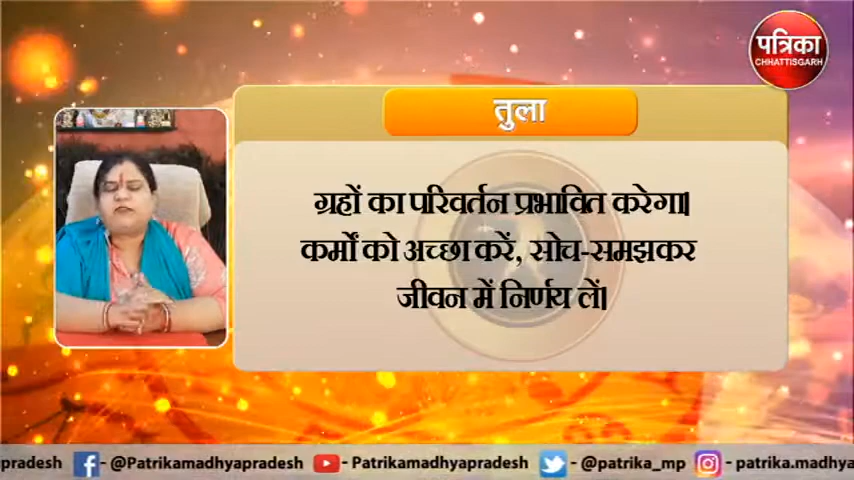 पत्रिका
CHHATTISGARH
तुला
ग्रहों का परिवर्तन प्रभावित करेगा।
कर्मों को अच्छा करें, सोच-समझकर
जीवन में निर्णय लें।
apradesh - @Patrikamadhyapradesh - Patrikamadhyapradesh - @patrika_mp - patrika.madhya